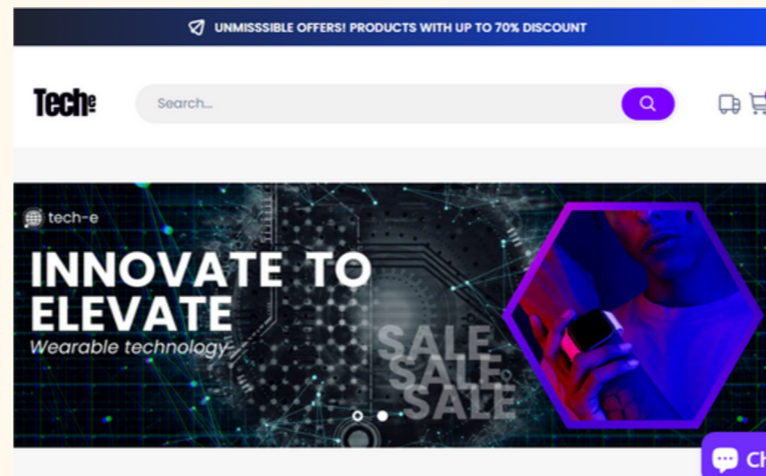 UNMISSSIBLE OFFERS! PRODUCTS WITH UP TO 70% DISCOUNT
Teche
Search...
tech-e
INNOVATE TO
ELEVATE
Wearable technology
SALE
SALE
SALE